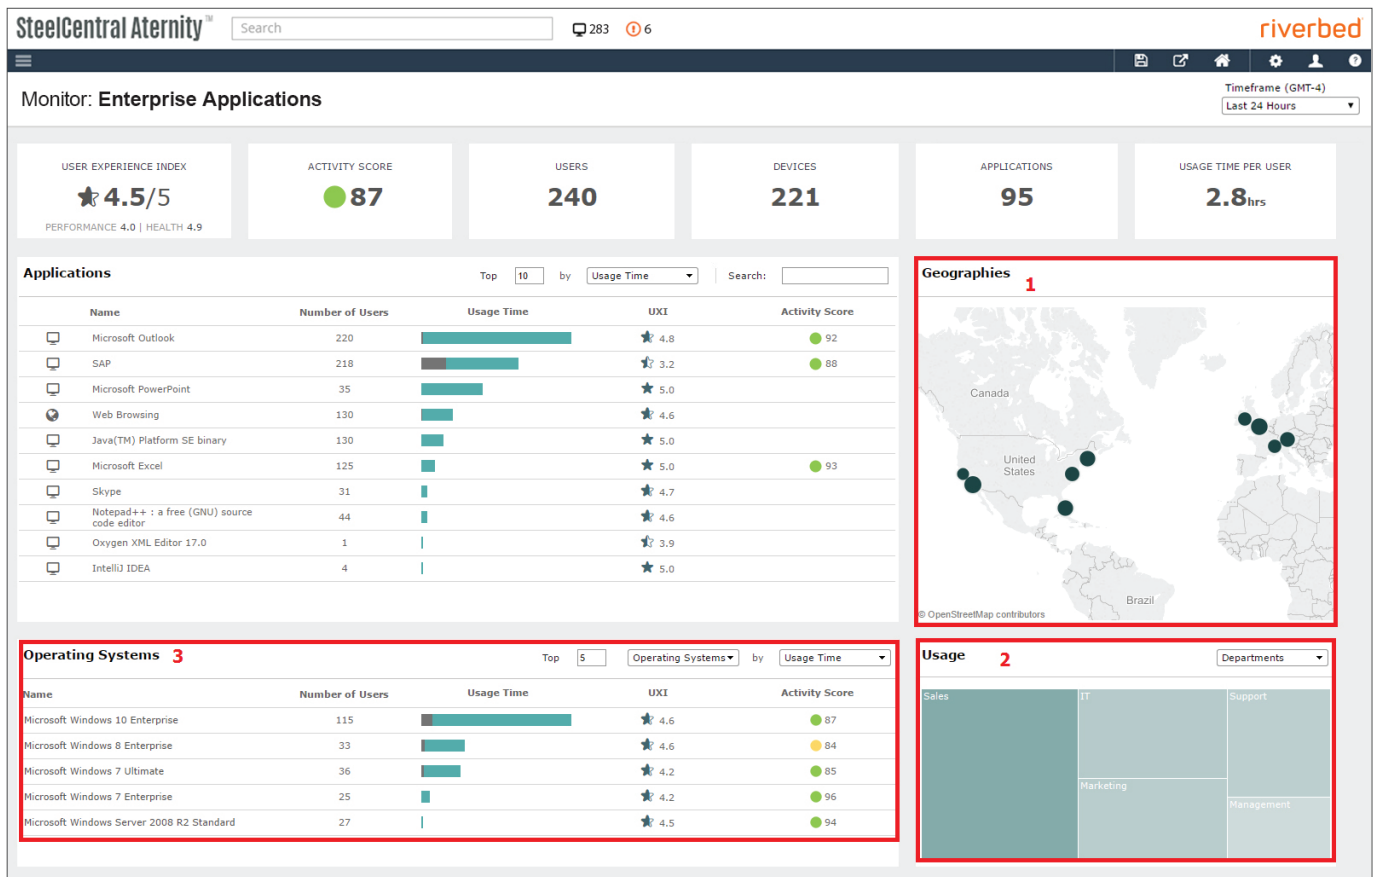 SteelCentral Aternity™ Search 283 6 riverbed
Monitor: Enterprise Applications
Timeframe (GMT-4)
Last 24 Hours
USER EXPERIENCE INDEX
4.5/5
PERFORMANCE 4.0 | HEALTH 4.9
ACTIVITY SCORE
87
USERS
240
DEVICES
221
APPLICATIONS
95
USAGE TIME PER USER
2.8hrs
Applications Top 10 by Usage Time Search:
Name Number of Users Usage Time UXI Activity Score
Microsoft Outlook 220 4.8 92
SAP 218 3.2 88
Microsoft PowerPoint 35 5.0
Web Browsing 130 4.6
Java(TM) Platform SE binary 130 5.0
Microsoft Excel 125 5.0 93
Skype 31 4.7
Notepad++ : a free (GNU) source
code editor 44 4.6
Oxygen XML Editor 17.0 1 3.9
IntelliJ IDEA 4 5.0
Geographies 1
Canada
United
States
Brazil
© OpenStreetMap contributors
Operating Systems 3 Top 5 Operating Systems by Usage Time
Name Number of Users Usage Time UXI Activity Score
Microsoft Windows 10 Enterprise 115 4.6 87
Microsoft Windows 8 Enterprise 33 4.6 84
Microsoft Windows 7 Ultimate 36 4.2 85
Microsoft Windows 7 Enterprise 25 4.2 96
Microsoft Windows Server 2008 R2 Standard 27 4.5 94
Usage 2 Departments
Sales IT Support
Marketing
Management